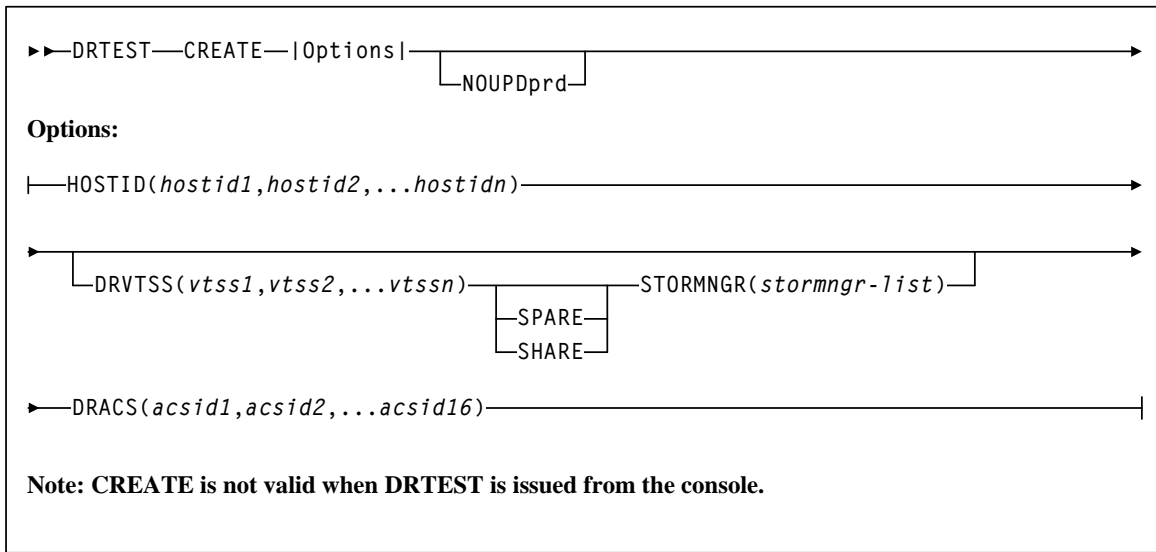 DRTEST CREATE |Options|
NOUPDprd
Options:
HOSTID(hostid1,hostid2,...hostidn)
DRVTSS(vtss1,vtss2,...vtssn) STORMNGR(stormngr-list)
SPARE
SHARE
DRACS(acsid1,acsid2,...acsid16)
Note: CREATE is not valid when DRTEST is issued from the console.